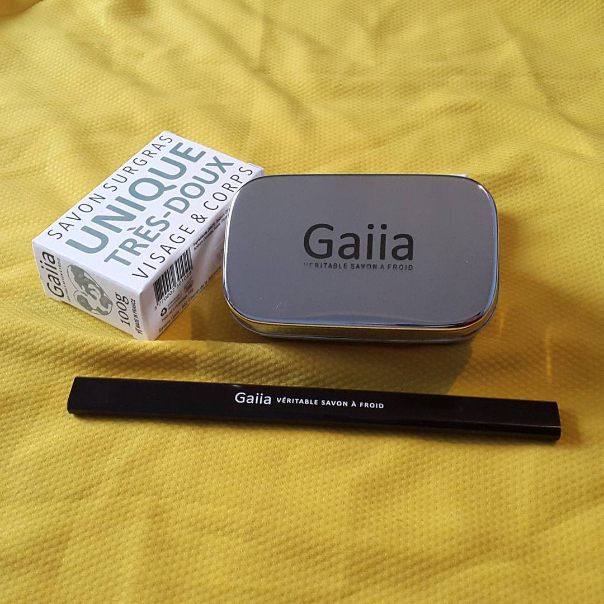 SAVON SURGRAS
UNIQUE
TRÈS-DOUX
VISAGE & CORPS
Gaiia
100g
Gaiia
VÉRITABLE SAVON À FROID
Gaiia VÉRITABLE SAVON À FROID